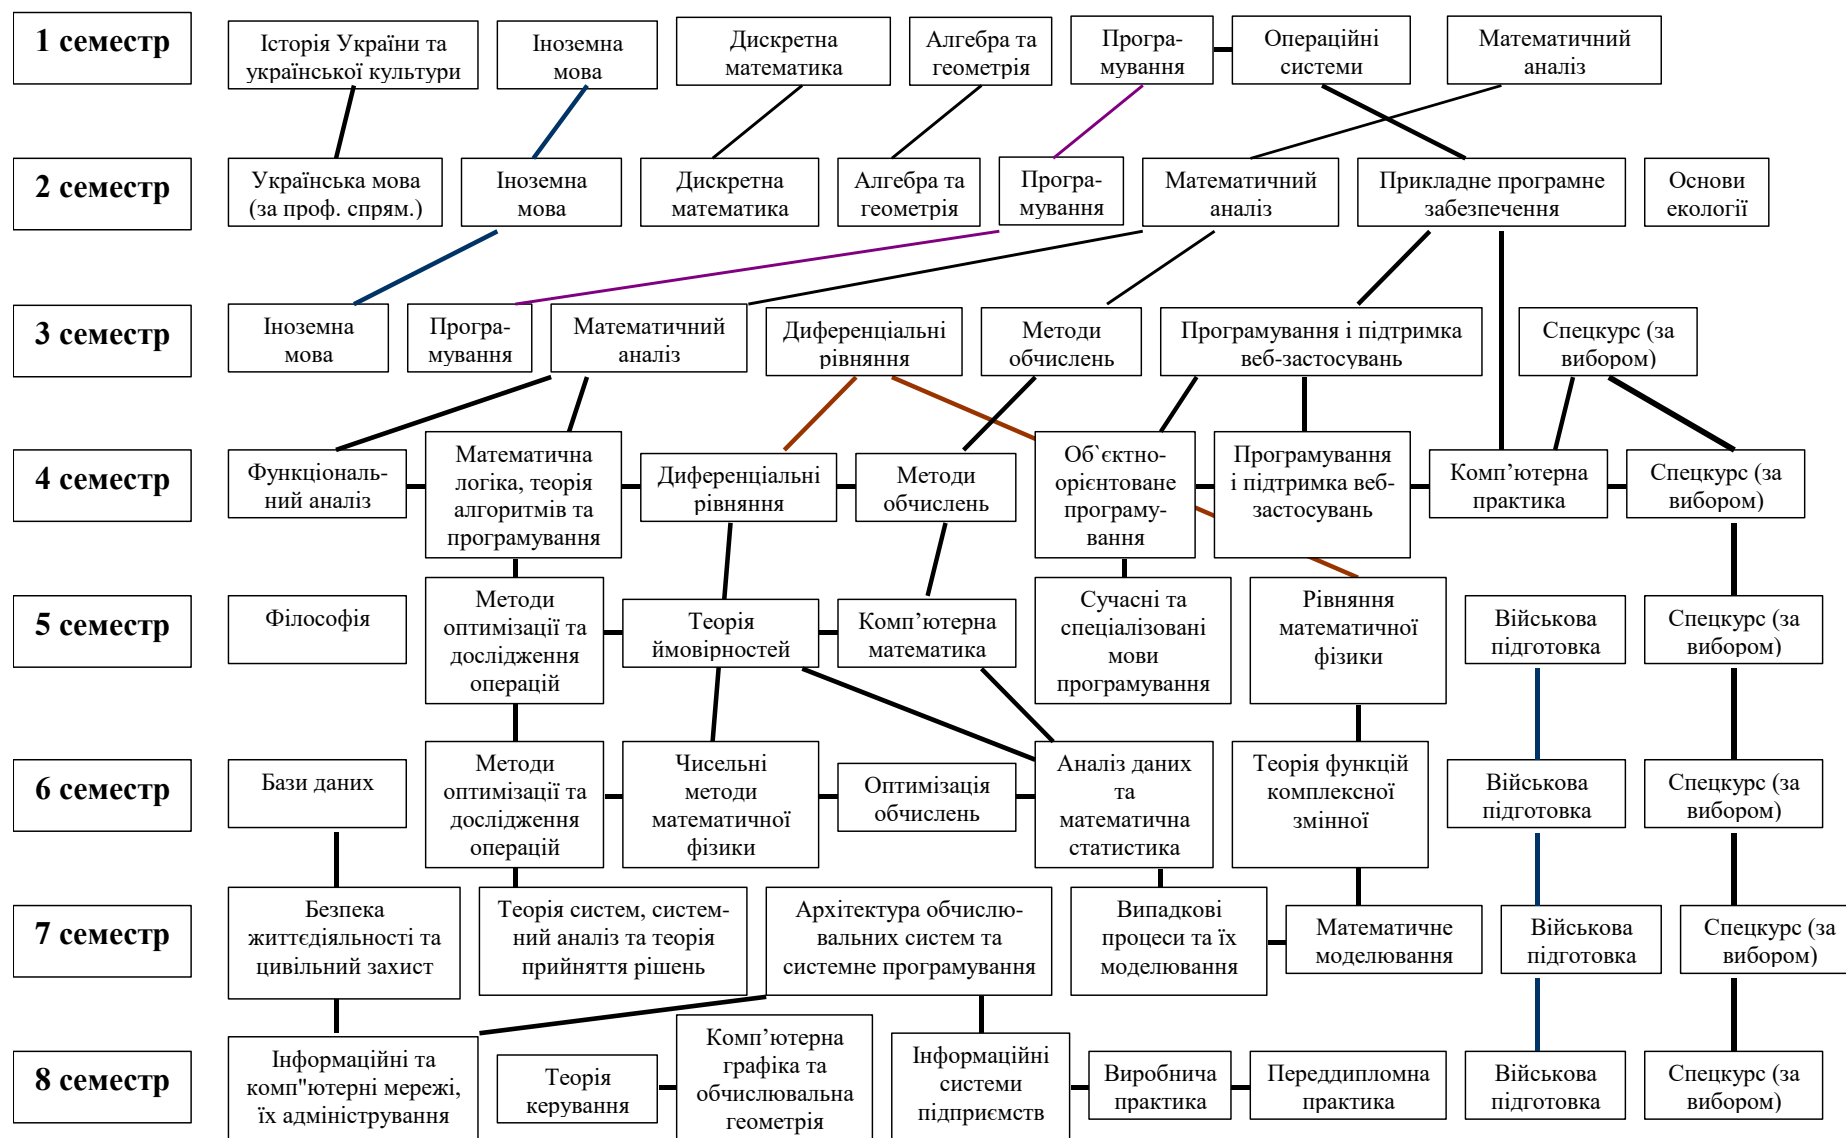 1 семестр
Історія України та
української культури
Іноземна
мова
Дискретна
математика
Алгебра та
геометрія
Програ-
мування
Операційні
системи
Математичний
аналіз
2 семестр
Українська мова
(за проф. спрям.)
Іноземна
мова
Дискретна
математика
Алгебра та
геометрія
Програ-
мування
Математичний
аналіз
Прикладне програмне
забезпечення
Основи
екології
3 семестр
Іноземна
мова
Програ-
мування
Математичний
аналіз
Диференціальні
рівняння
Методи
обчислень
Програмування і підтримка
веб-застосувань
Спецкурс (за
вибором)
4 семестр
Функціональ-
ний аналіз
Математична
логіка, теорія
алгоритмів та
програмування
Диференціальні
рівняння
Методи
обчислень
Об`єктно-
орієнтоване
програму-
вання
Програмування
і підтримка веб-
застосувань
Комп’ютерна
практика
Спецкурс (за
вибором)
5 семестр
Філософія
Методи
оптимізації та
дослідження
операцій
Теорія
ймовірностей
Комп’ютерна
математика
Сучасні та
спеціалізовані
мови
програмування
Рівняння
математичної
фізики
Військова
підготовка
Спецкурс (за
вибором)
6 семестр
Бази даних
Методи
оптимізації та
дослідження
операцій
Чисельні
методи
математичної
фізики
Оптимізація
обчислень
Аналіз даних
та
математична
статистика
Теорія функцій
комплексної
змінної
Військова
підготовка
Спецкурс (за
вибором)
7 семестр
Безпека
життєдіяльності та
цивільний захист
Теорія систем, систем-
ний аналіз та теорія
прийняття рішень
Архітектура обчислю-
вальних систем та
системне програмування
Випадкові
процеси та їх
моделювання
Математичне
моделювання
Військова
підготовка
Спецкурс (за
вибором)
8 семестр
Інформаційні та
комп"ютерні мережі,
їх адміністрування
Теорія
керування
Комп’ютерна
графіка та
обчислювальна
геометрія
Інформаційні
системи
підприємств
Виробнича
практика
Переддипломна
практика
Військова
підготовка
Спецкурс (за
вибором)